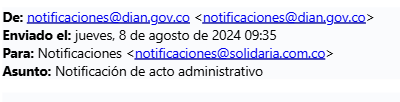 De: notificaciones@dian.gov.co <notificaciones@dian.gov.co>
Enviado el: jueves, 8 de agosto de 2024 09:35
Para: Notificaciones <notificaciones@solidaria.com.co>
Asunto: Notificación de acto administrativo